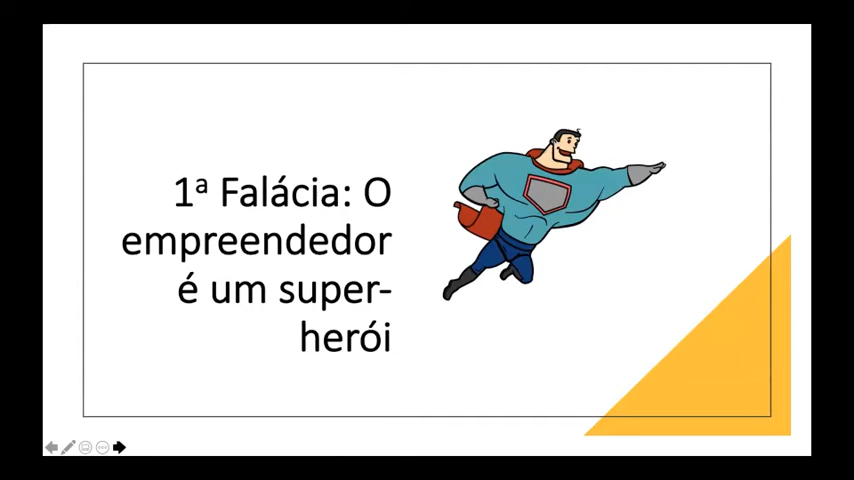 1ª Falácia: O
empreendedor
é um super-
herói